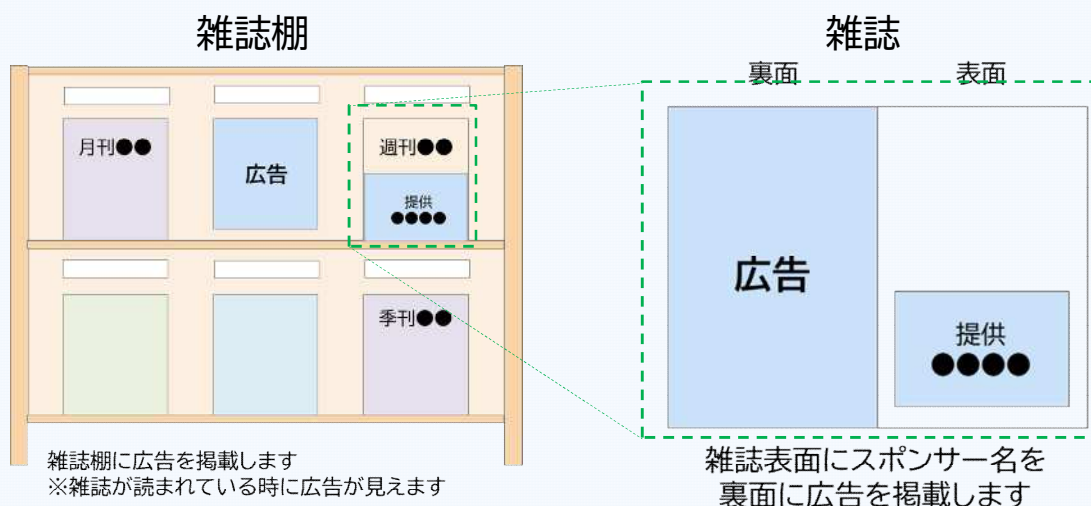 雑誌棚
月刊●●
広告
週刊●●
提供
●●●●
季刊●●
雑誌棚に広告を掲載します
※雑誌が読まれている時に広告が見えます
雑誌
裏面
表面
広告
提供
●●●●
雑誌表面にスポンサー名を
裏面に広告を掲載します